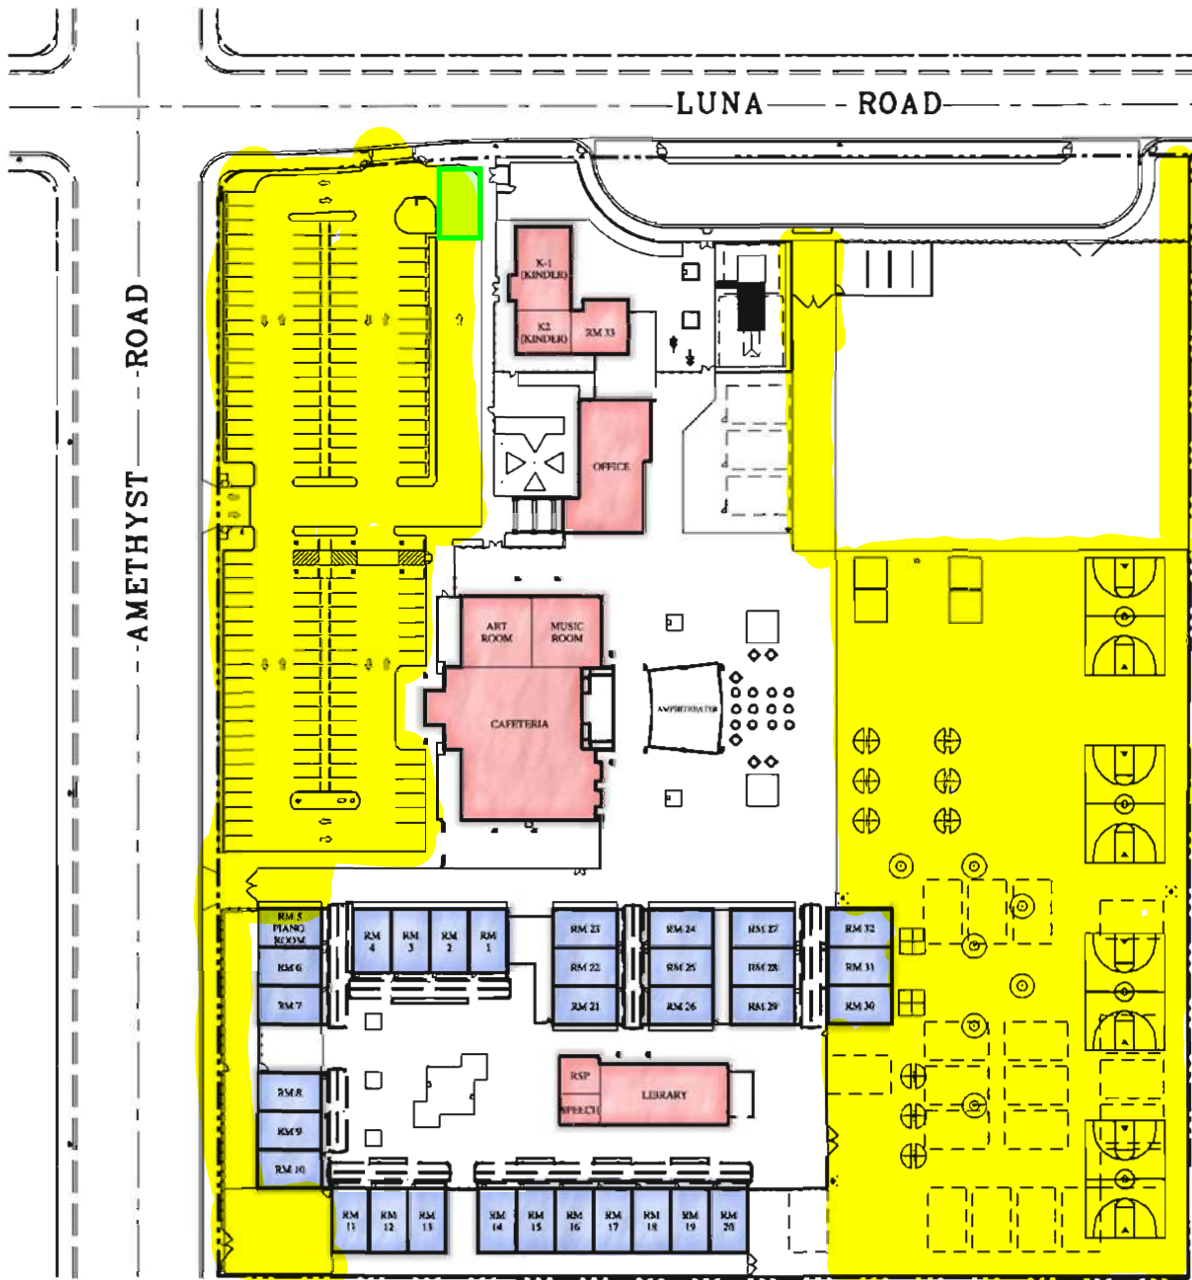 LUNA ROAD
AMETHYST ROAD
K-1
(KINDER)
K2
(KINDER)
RM 33
OFFICE
ART
ROOM
MUSIC
ROOM
CAFETERIA
AMPHITHEATER
RM 5
PIANO
ROOM
RM 6
RM 7
RM
4
RM
3
RM
2
RM
1
RM 23
RM 22
RM 21
RM 24
RM 25
RM 26
RM 27
RM 28
RM 29
RM 32
RM 31
RM 30
RM 8
RM 9
RM 10
RSP
SPEECH
LIBRARY
RM
11
RM
12
RM
13
RM
14
RM
15
RM
16
RM
17
RM
18
RM
19
RM
20